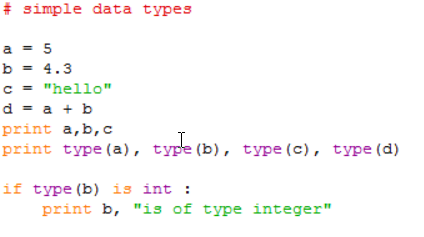 # simple data types
a = 5
b = 4.3
c = "hello"
d = a + b
print a,b,c
print type(a), type(b), type(c), type(d)
if type(b) is int :
    print b, "is of type integer"